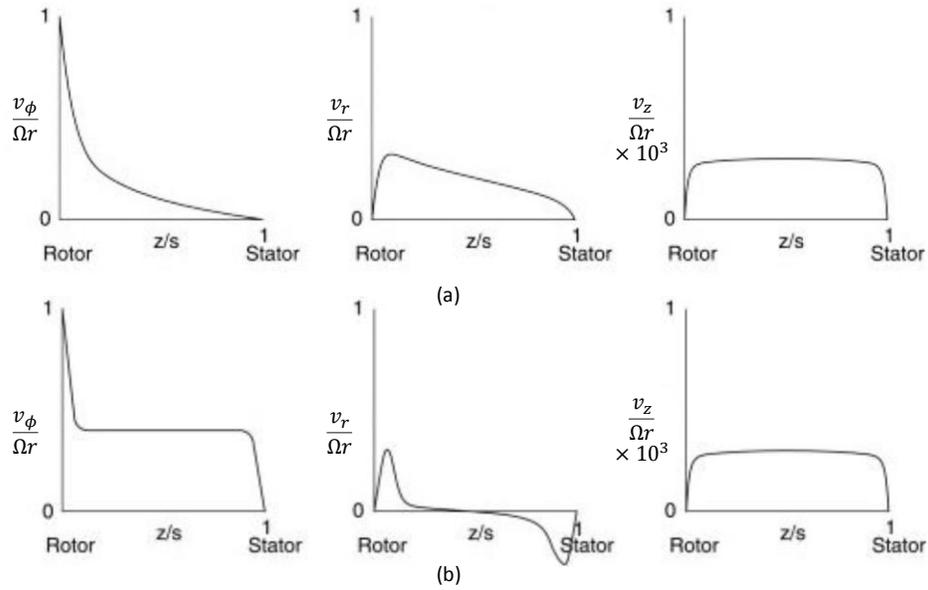 1
v_ϕ/Ωr
0
Rotor
z/s
1
Stator
1
v_r/Ωr
0
Rotor
z/s
1
Stator
1
v_z/Ωr
× 10³
0
Rotor
z/s
1
Stator
(a)
1
v_ϕ/Ωr
0
Rotor
z/s
1
Stator
1
v_r/Ωr
0
Rotor
z/s
1
Stator
1
v_z/Ωr
× 10³
0
Rotor
z/s
1
Stator
(b)